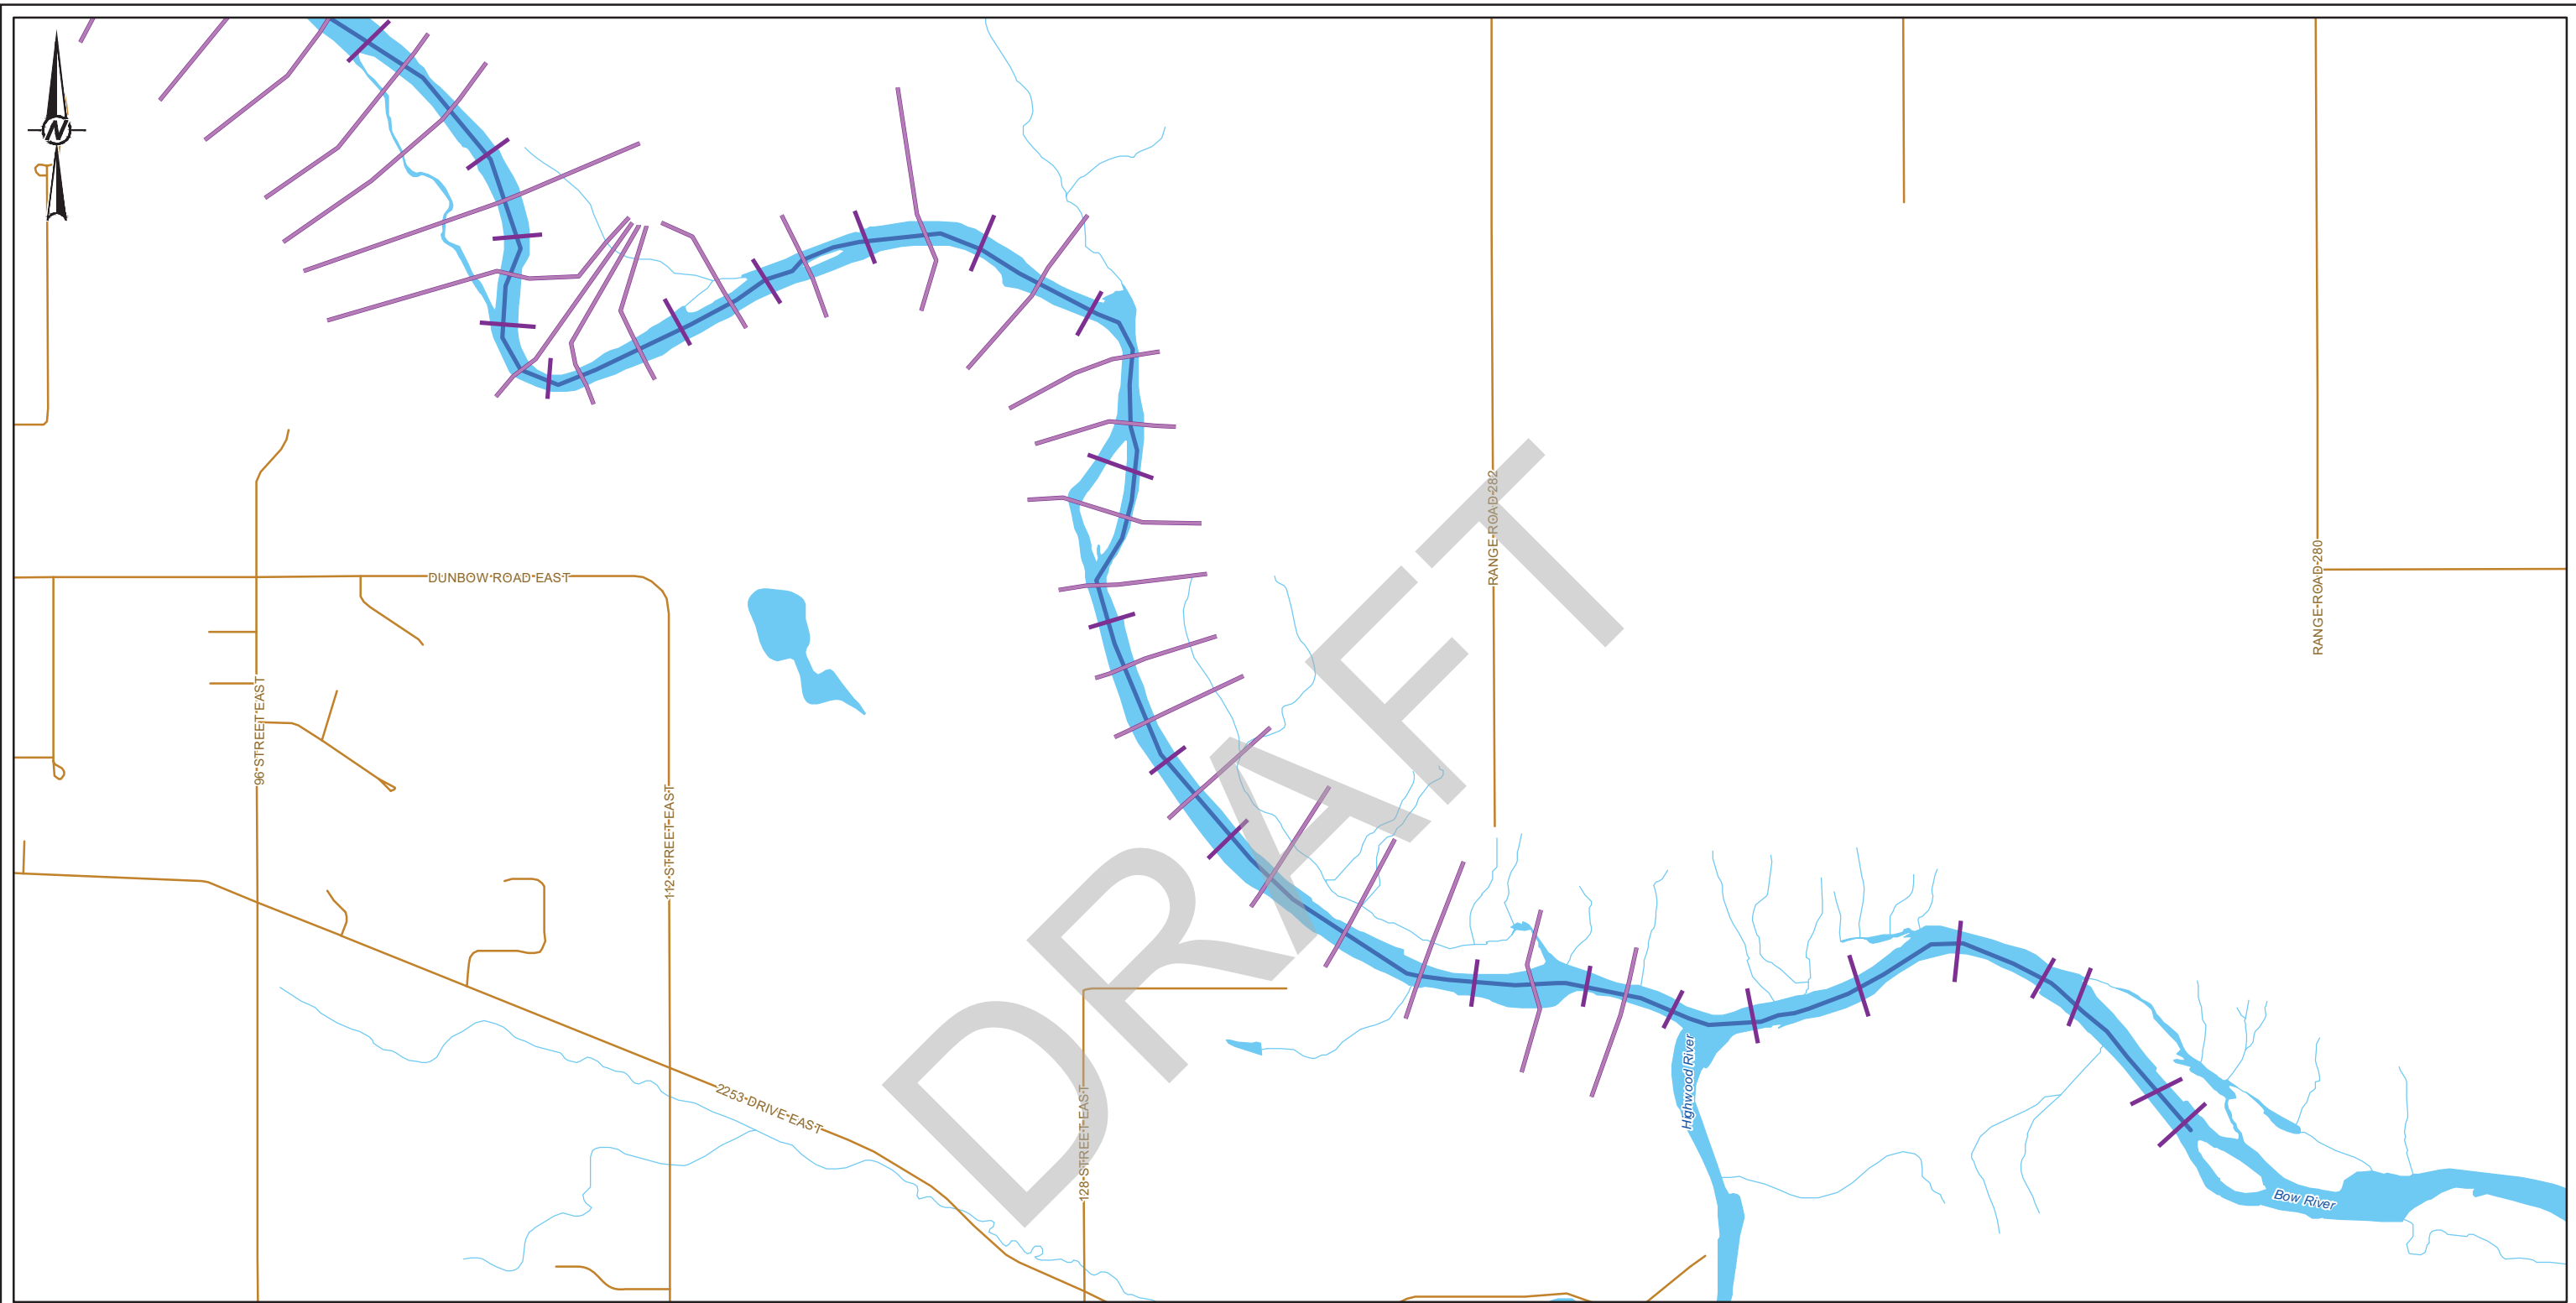 N
RANGE ROAD 282
RANGE ROAD 280
DUNBOW ROAD EAST
96 STREET EAST
112 STREET EAST
DRAFT
Highwood River
2253 DRIVE EAST
128 STREET EAST
Bow River